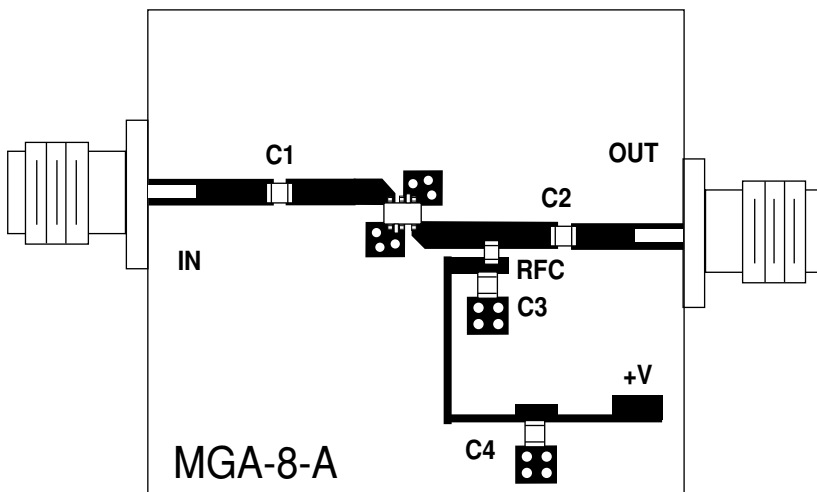 C1
OUT
C2
IN
RFC
C3
+V
C4
MGA-8-A